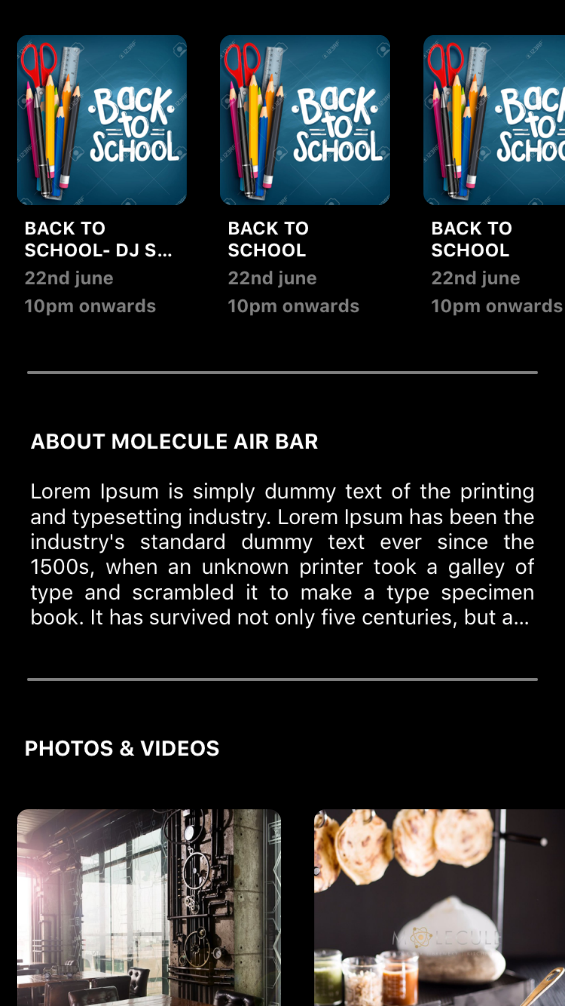 Back
to
School
Back
to
School
BACK TO
SCHOOL- DJ S...
22nd june
10pm onwards
BACK TO
SCHOOL
22nd june
10pm onwards
BACK TO
SCHOOL
22nd june
10pm onwards
ABOUT MOLECULE AIR BAR
Lorem Ipsum is simply dummy text of the printing
and typesetting industry. Lorem Ipsum has been the
industry's standard dummy text ever since the
1500s, when an unknown printer took a galley of
type and scrambled it to make a type specimen
book. It has survived not only five centuries, but a...
PHOTOS & VIDEOS